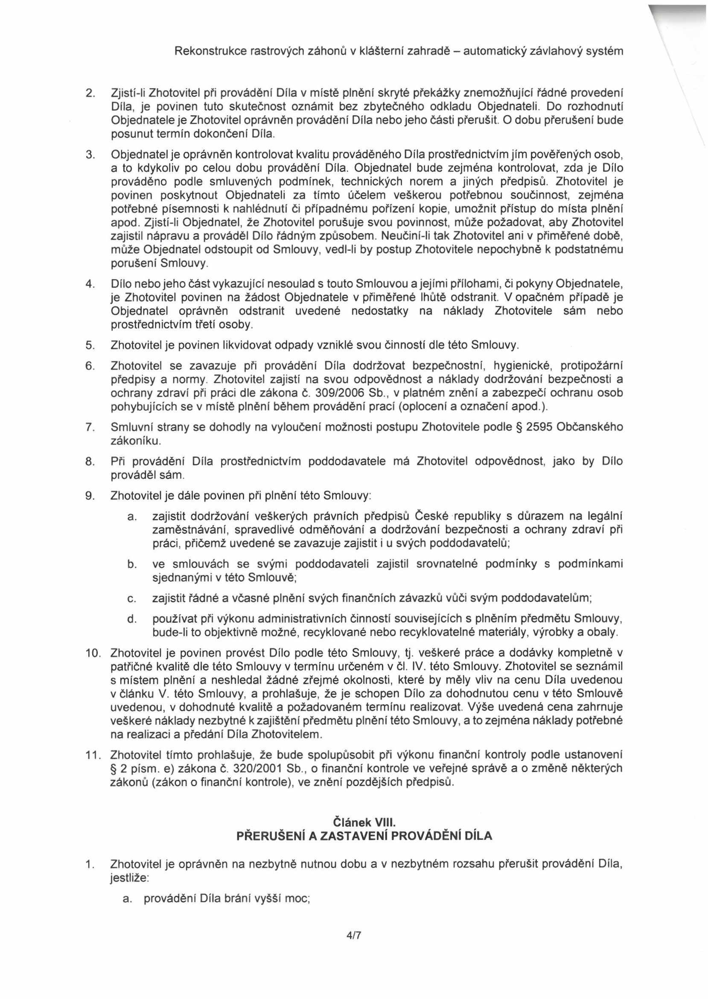 Rekonstrukce rastrových záhonů v klášterní zahradě – automatický závlahový systém
2. Zjistí-li Zhotovitel při provádění Díla v místě plnění skryté překážky znemožňující řádné provedení
Díla, je povinen tuto skutečnost oznámit bez zbytečného odkladu Objednateli. Do rozhodnutí
Objednatele je Zhotovitel oprávněn provádění Díla nebo jeho části přerušit. O dobu přerušení bude
posunut termín dokončení Díla.
3. Objednatel je oprávněn kontrolovat kvalitu prováděného Díla prostřednictvím jím pověřených osob,
a to kdykoliv po celou dobu provádění Díla. Objednatel bude zejména kontrolovat, zda je Dílo
prováděno podle smluvených podmínek, technických norem a jiných předpisů. Zhotovitel je
povinen poskytnout Objednateli za tímto účelem veškerou potřebnou součinnost, zejména
potřebné písemnosti k nahlédnutí či případnému pořízení kopie, umožnit přístup do místa plnění
apod. Zjistí-li Objednatel, že Zhotovitel porušuje svou povinnost, může požadovat, aby Zhotovitel
zajistil nápravu a prováděl Dílo řádným způsobem. Neučiní-li tak Zhotovitel ani v přiměřené době,
může Objednatel odstoupit od Smlouvy, vedl-li by postup Zhotovitele nepochybně k podstatnému
porušení Smlouvy.
4. Dílo nebo jeho část vykazující nesoulad s touto Smlouvou a jejími přílohami, či pokyny Objednatele,
je Zhotovitel povinen na žádost Objednatele v přiměřené lhůtě odstranit. V opačném případě je
Objednatel oprávněn odstranit uvedené nedostatky na náklady Zhotovitele sám nebo
prostřednictvím třetí osoby.
5. Zhotovitel je povinen likvidovat odpady vzniklé svou činností dle této Smlouvy.
6. Zhotovitel se zavazuje při provádění Díla dodržovat bezpečnostní, hygienické, protipožární
předpisy a normy. Zhotovitel zajistí na svou odpovědnost a náklady dodržování bezpečnosti a
ochrany zdraví při práci dle zákona č. 309/2006 Sb., v platném znění a zabezpečí ochranu osob
pohybujících se v místě plnění během provádění prací (oplocení a označení apod.).
7. Smluvní strany se dohodly na vyloučení možnosti postupu Zhotovitele podle § 2595 Občanského
zákoníku.
8. Při provádění Díla prostřednictvím poddodavatele má Zhotovitel odpovědnost, jako by Dílo
prováděl sám.
9. Zhotovitel je dále povinen při plnění této Smlouvy:
a. zajistit dodržování veškerých právních předpisů České republiky s důrazem na legální
zaměstnávání, spravedlivé odměňování a dodržování bezpečnosti a ochrany zdraví při
práci, přičemž uvedené se zavazuje zajistit i u svých poddodavatelů;
b. ve smlouvách se svými poddodavateli zajistil srovnatelné podmínky s podmínkami
sjednanými v této Smlouvě;
c. zajistit řádné a včasné plnění svých finančních závazků vůči svým poddodavatelům;
d. používat při výkonu administrativních činností souvisejících s plněním předmětu Smlouvy,
bude-li to objektivně možné, recyklované nebo recyklovatelné materiály, výrobky a obaly.
10. Zhotovitel je povinen provést Dílo podle této Smlouvy, tj. veškeré práce a dodávky kompletně v
patřičné kvalitě dle této Smlouvy v termínu určeném v čl. IV. této Smlouvy. Zhotovitel se seznámil
s místem plnění a neshledal žádné zřejmé okolnosti, které by měly vliv na cenu Díla uvedenou
v článku V. této Smlouvy, a prohlašuje, že je schopen Dílo za dohodnutou cenu v této Smlouvě
uvedenou, v dohodnuté kvalitě a požadovaném termínu realizovat. Výše uvedená cena zahrnuje
veškeré náklady nezbytné k zajištění předmětu plnění této Smlouvy, a to zejména náklady potřebné
na realizaci a předání Díla Zhotovitelem.
11. Zhotovitel tímto prohlašuje, že bude spolupůsobit při výkonu finanční kontroly podle ustanovení
§ 2 písm. e) zákona č. 320/2001 Sb., o finanční kontrole ve veřejné správě a o změně některých
zákonů (zákon o finanční kontrole), ve znění pozdějších předpisů.
Článek VIII.
PŘERUŠENÍ A ZASTAVENÍ PROVÁDĚNÍ DÍLA
1. Zhotovitel je oprávněn na nezbytně nutnou dobu a v nezbytném rozsahu přerušit provádění Díla,
jestliže:
a. provádění Díla brání vyšší moc;
4/7